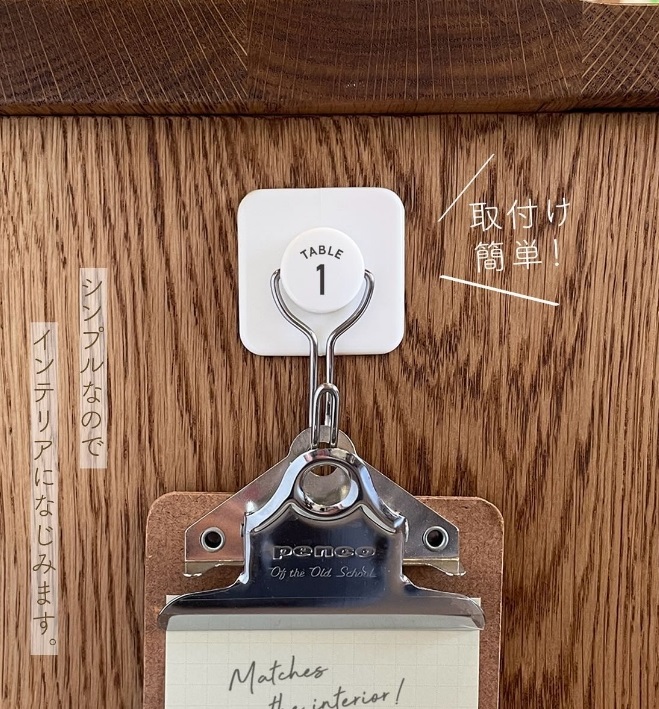 TABLE
1
取付け
簡単!
シンプルなので
インテリアになじみます。
penco
Of the Old School
Matches
the interior!